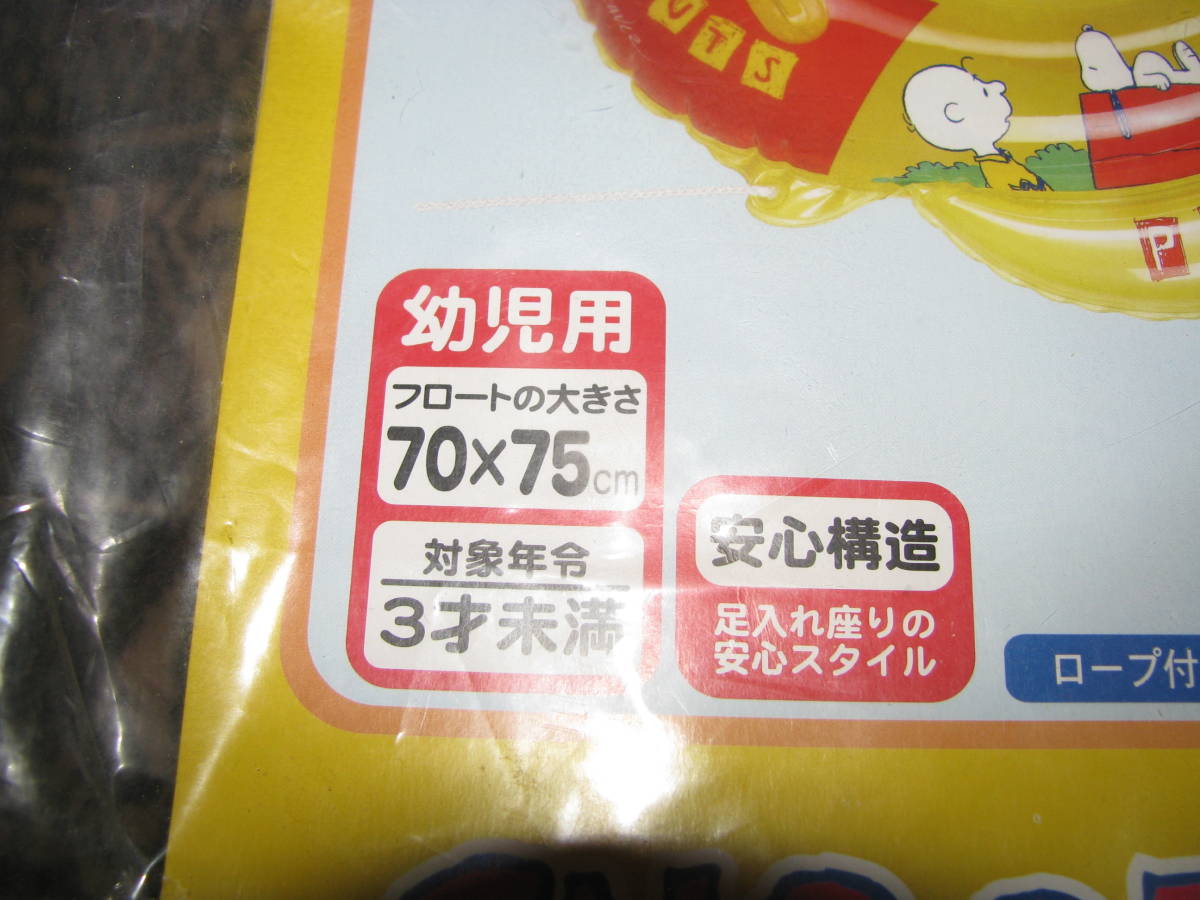 UTS
P
幼児用
フロートの大きさ
70×75cm
対象年令
3才未満
安心構造
足入れ座りの
安心スタイル
ロープ付